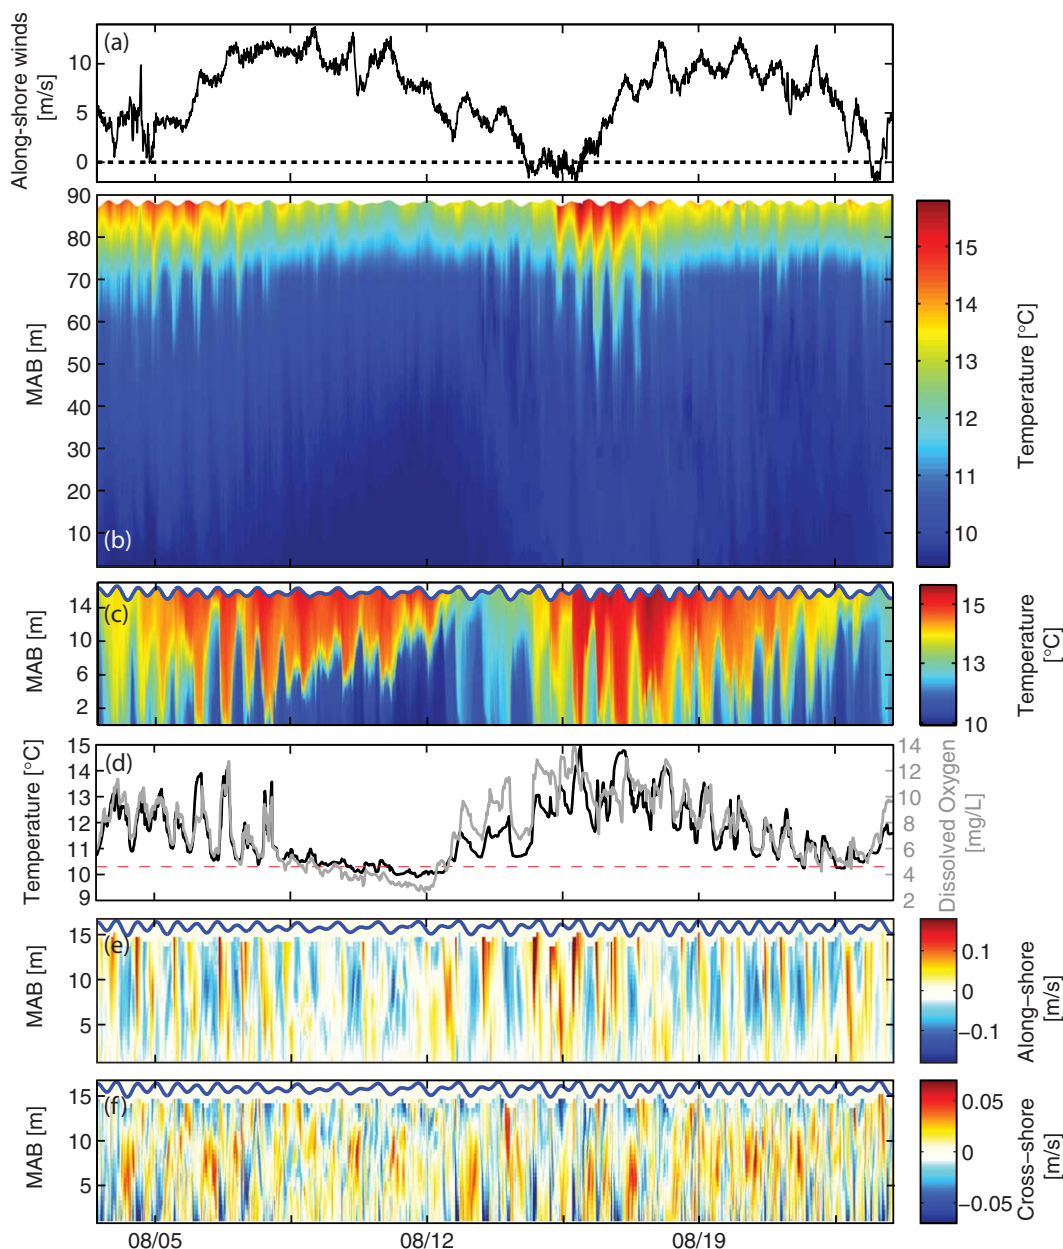 (a)
Along-shore winds
[m/s]
10
5
0
90
80
70
60
50
40
30
20
10
MAB [m]
(b)
15
14
13
12
11
10
Temperature [°C]
(c)
14
10
6
2
MAB [m]
15
13
10
Temperature
[°C]
(d)
15
14
13
12
11
10
9
Temperature [°C]
14
12
10
8
6
4
2
Dissolved Oxygen
[mg/L]
(e)
15
10
5
MAB [m]
0.1
0
−0.1
Along−shore
[m/s]
(f)
15
10
5
MAB [m]
0.05
0
−0.05
Cross−shore
[m/s]
08/05
08/12
08/19